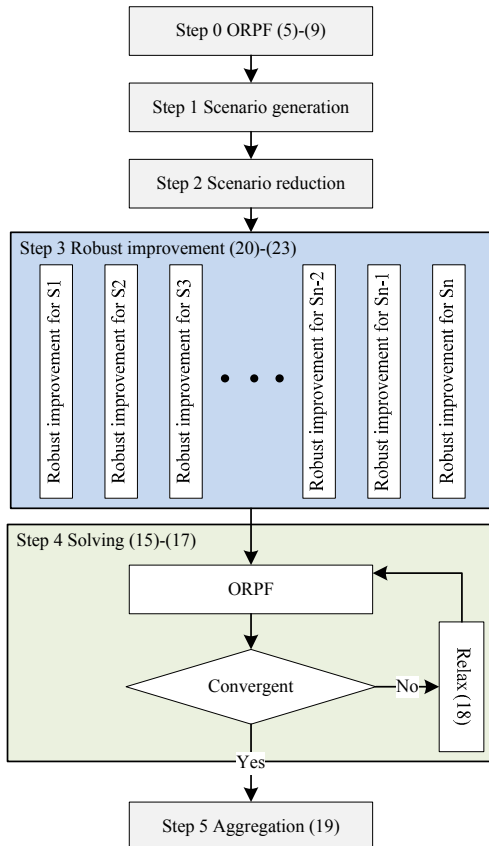 Step 0 ORPF (5)-(9)
Step 1 Scenario generation
Step 2 Scenario reduction
Step 3 Robust improvement (20)-(23)
Robust improvement for S1
Robust improvement for S2
Robust improvement for S3
• • •
Robust improvement for Sn-2
Robust improvement for Sn-1
Robust improvement for Sn
Step 4 Solving (15)-(17)
ORPF
Convergent
No
Relax (18)
Yes
Step 5 Aggregation (19)